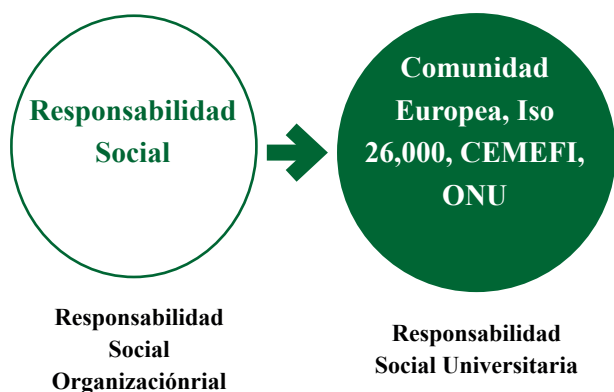 Responsabilidad
Social
Comunidad
Europea, Iso
26,000, CEMEFI,
ONU
Responsabilidad
Social
Organizaciónrial
Responsabilidad
Social Universitaria